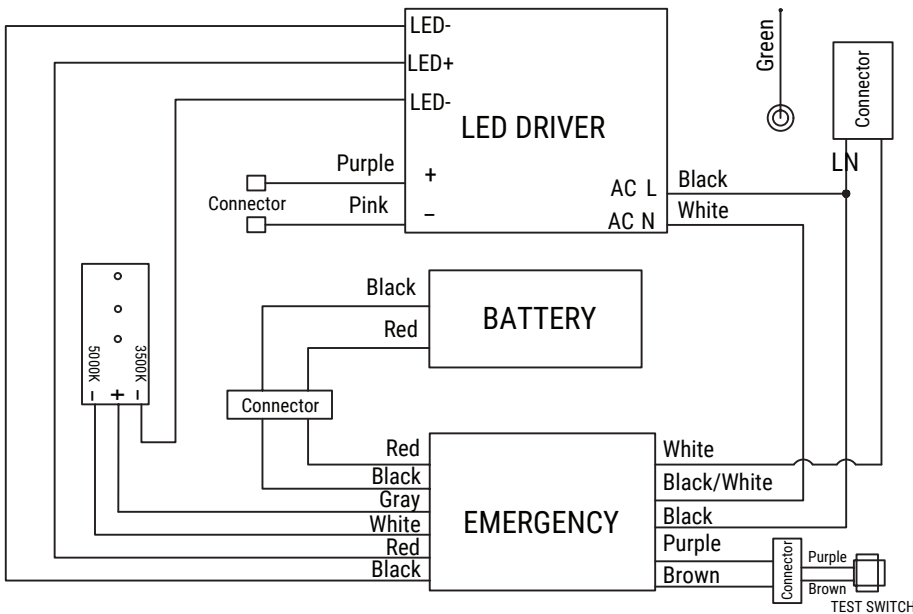 LED-
LED+
LED-
LED DRIVER
Green
Connector
LN
Purple
+
Connector
Pink
−
AC L
Black
AC N
White
Black
BATTERY
Red
5000K
3500K
− + −
Connector
Red
Black
Gray
White
Red
Black
EMERGENCY
White
Black/White
Black
Purple
Brown
Connector
Purple
Brown
TEST SWITCH